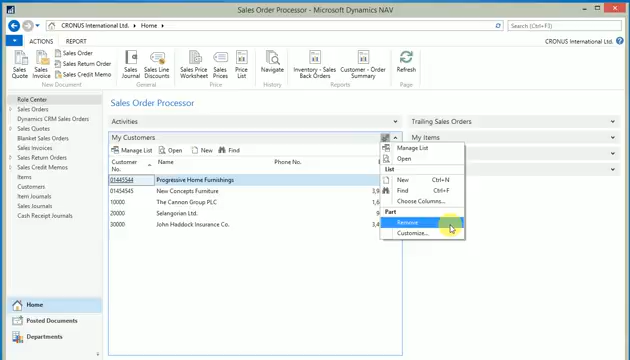 Sales Order Processor - Microsoft Dynamics NAV
CRONUS International Ltd. Home
Search (Ctrl+F3)
ACTIONS REPORT
CRONUS International Ltd.
Sales Quote
Sales Invoice
Sales Order
Sales Return Order
Sales Credit Memo
Sales Journal
Sales Line Discounts
Sales Price Worksheet
Sales Prices
Price List
Navigate
Inventory - Sales Back Orders
Customer - Order Summary
Refresh
New Document
Sales
Price
Reports
Page
Role Center
Sales Orders
Dynamics CRM Sales Orders
Sales Quotes
Blanket Sales Orders
Sales Invoices
Sales Return Orders
Sales Credit Memos
Items
Customers
Item Journals
Sales Journals
Cash Receipt Journals
Home
Posted Documents
Departments
Sales Order Processor
Activities
My Customers
Manage List Open New Find
Customer No. Name Phone No.
01445544 Progressive Home Furnishings
01454545 New Concepts Furniture 3,9
10000 The Cannon Group PLC
20000 Selangorian Ltd. 9
30000 John Haddock Insurance Co. 3,4
Manage List
Open
List
New Ctrl+N
Find Ctrl+F
Choose Columns...
Part
Remove
Customize...
Trailing Sales Orders
My Items